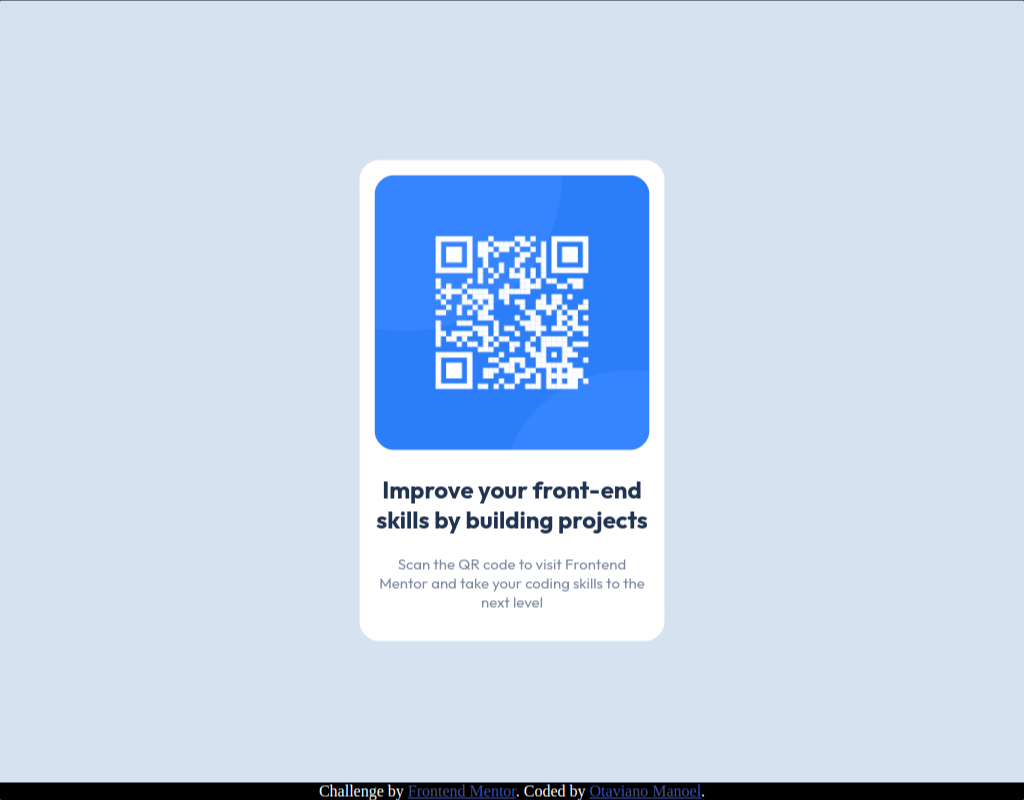 Improve your front-end
skills by building projects
Scan the QR code to visit Frontend
Mentor and take your coding skills to the
next level
Challenge by Frontend Mentor. Coded by Otaviano Manoel.